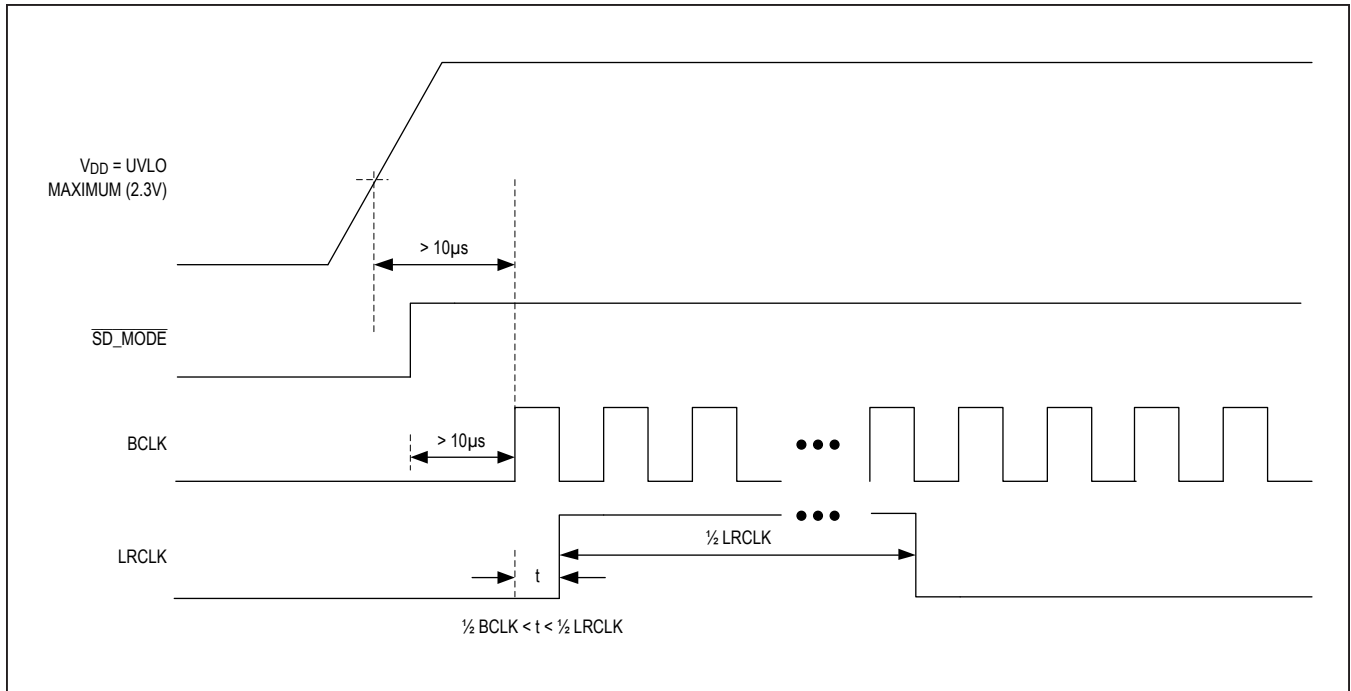 VDD = UVLO
MAXIMUM (2.3V)
> 10µs
SD_MODE
BCLK
> 10µs
LRCLK
½ LRCLK
t
½ BCLK < t < ½ LRCLK